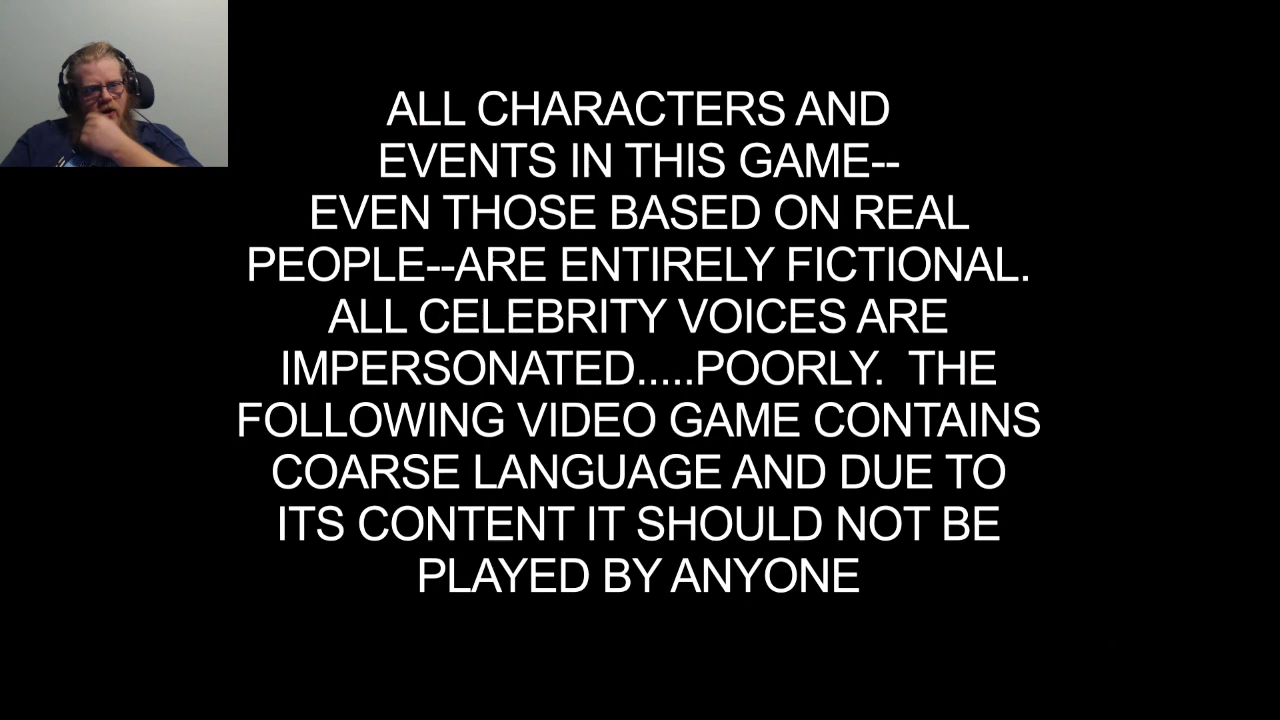 ALL CHARACTERS AND
EVENTS IN THIS GAME--
EVEN THOSE BASED ON REAL
PEOPLE--ARE ENTIRELY FICTIONAL.
ALL CELEBRITY VOICES ARE
IMPERSONATED.....POORLY. THE
FOLLOWING VIDEO GAME CONTAINS
COARSE LANGUAGE AND DUE TO
ITS CONTENT IT SHOULD NOT BE
PLAYED BY ANYONE